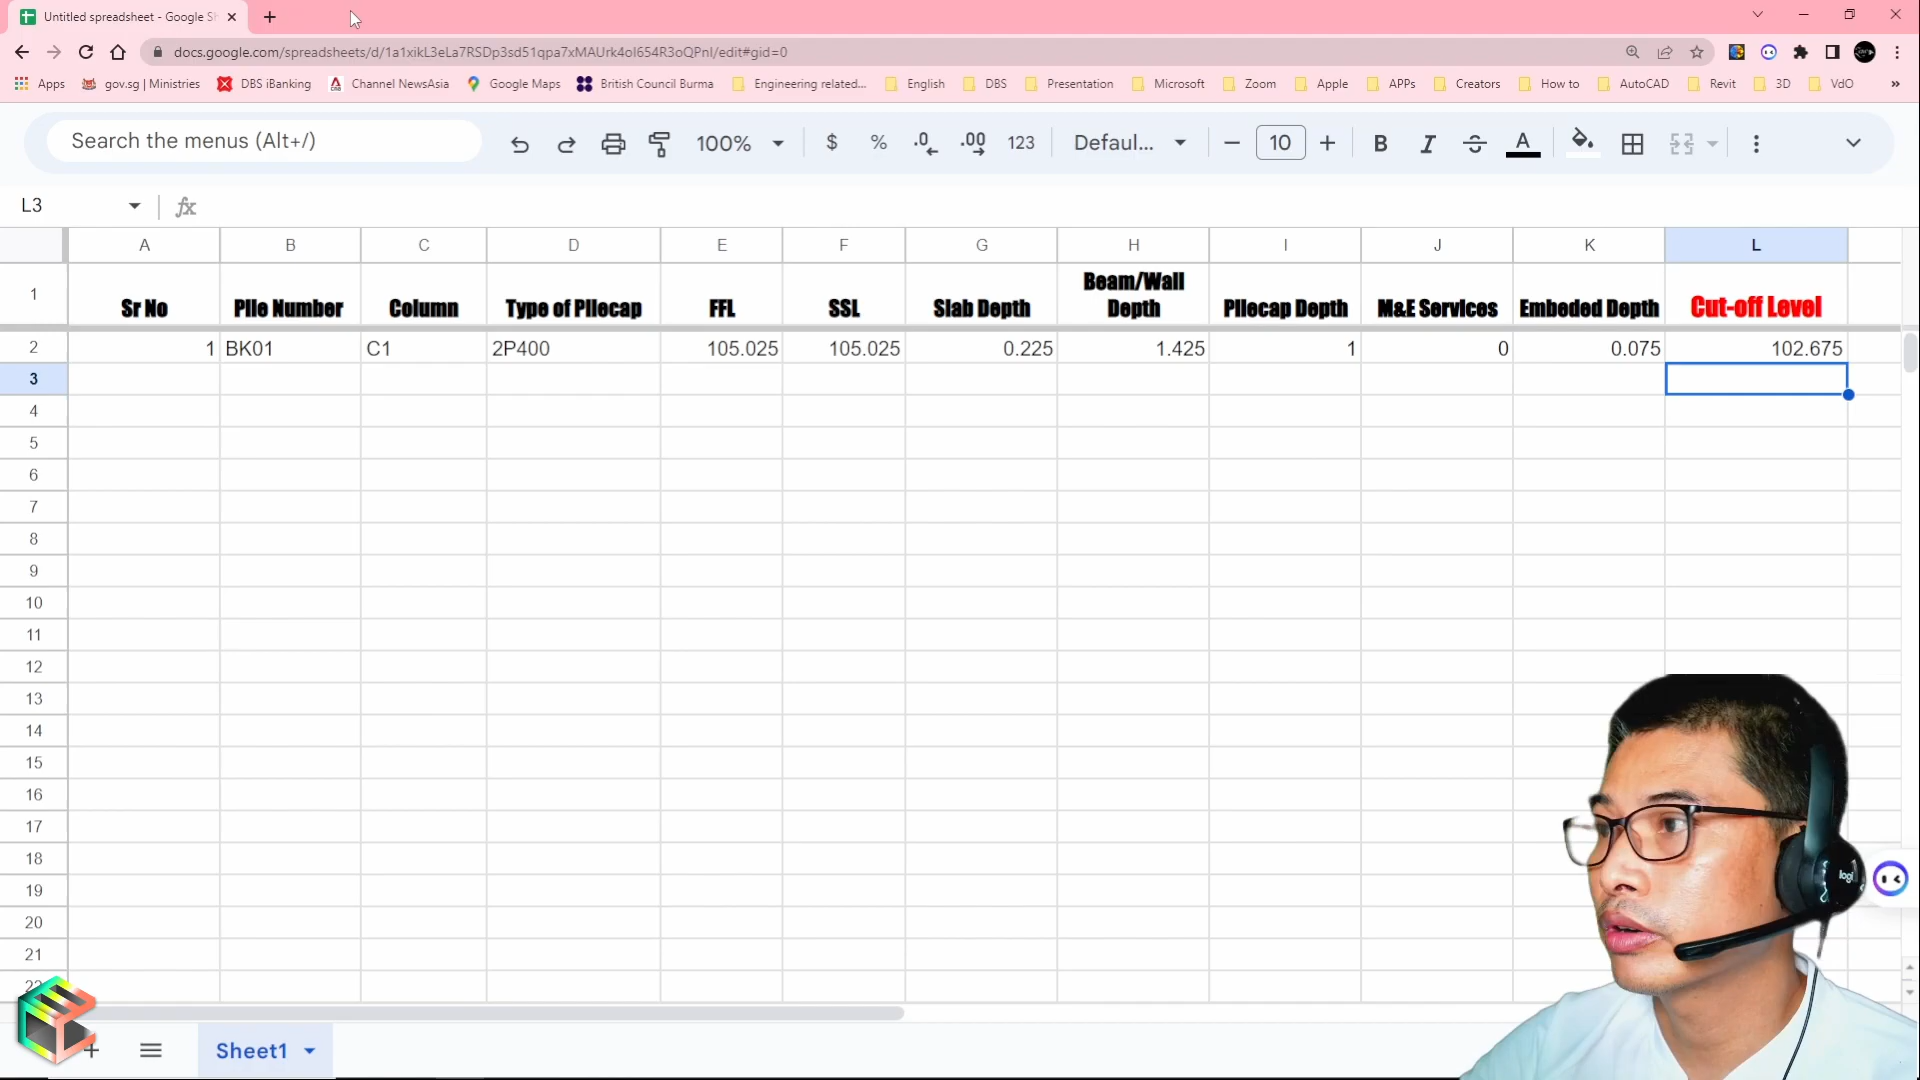 Untitled spreadsheet - Google Sh
docs.google.com/spreadsheets/d/1a1xikL3eLa7RSDp3sd51qpa7xMAUrk4oI654R3oQPnI/edit#gid=0
Apps gov.sg | Ministries DBS iBanking Channel NewsAsia Google Maps British Council Burma Engineering related... English DBS Presentation Microsoft Zoom Apple APPs Creators How to AutoCAD Revit 3D VdO »
Search the menus (Alt+/) 100% $ % .0 .00 123 Defaul... 10 B I S A
L3 fx
A B C D E F G H I J K L
1 Sr No Pile Number Column Type of Pilecap FFL SSL Slab Depth Beam/Wall Depth Pilecap Depth M&E Services Embeded Depth Cut-off Level
2 1 BK01 C1 2P400 105.025 105.025 0.225 1.425 1 0 0.075 102.675
3
4
5
6
7
8
9
10
11
12
13
14
15
16
17
18
19
20
21
22
logi
Sheet1